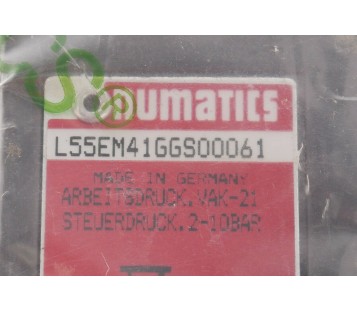 numatics
L55EM41GGS00061
MADE IN GERMANY
ARBEITSDRUCK.VAK-21
STEUERDRUCK.2-10BAR